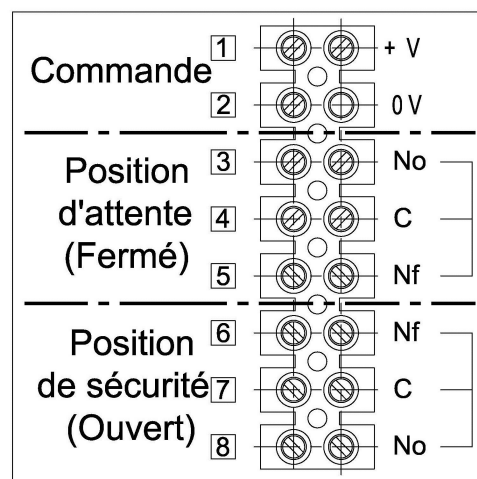 Commande
1 + V
2 0 V
Position
d'attente
(Fermé)
3 No
4 C
5 Nf
Position
de sécurité
(Ouvert)
6 Nf
7 C
8 No